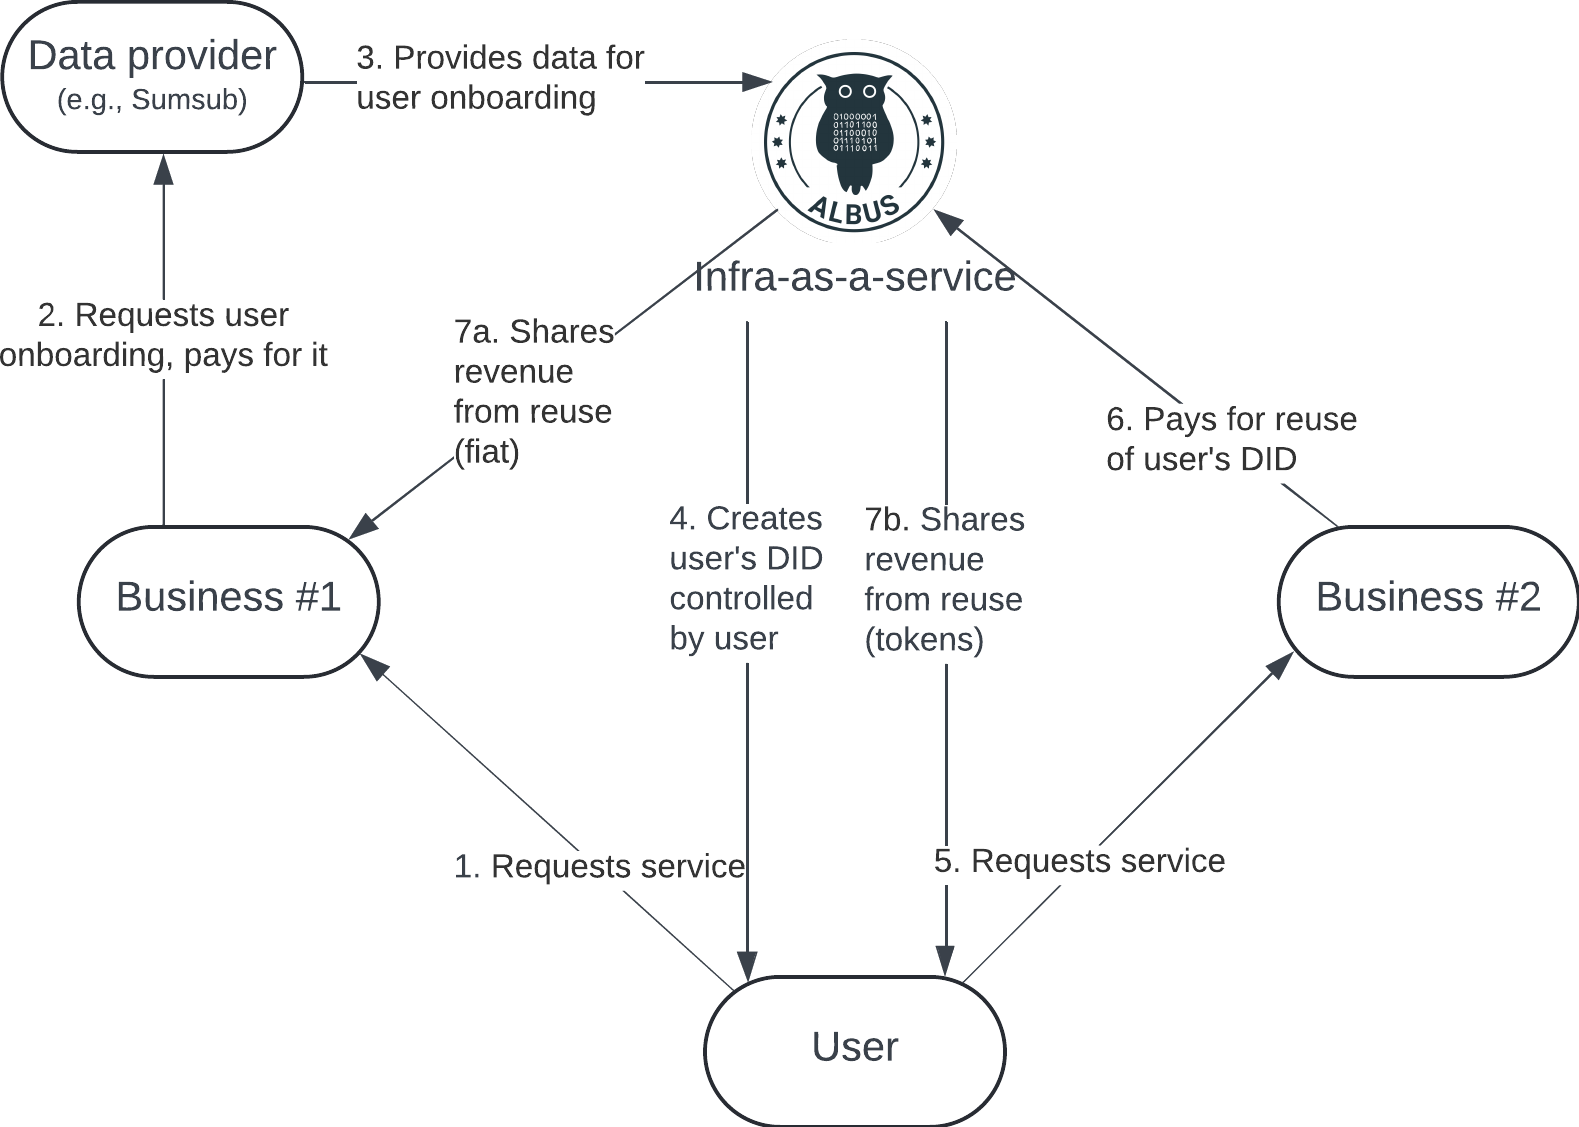 Data provider
(e.g., Sumsub)
3. Provides data for
user onboarding
01000001
01101100
01100010
01110101
01110011
ALBUS
Infra-as-a-service
2. Requests user
onboarding, pays for it
7a. Shares
revenue
from reuse
(fiat)
6. Pays for reuse
of user's DID
4. Creates
user's DID
controlled
by user
7b. Shares
revenue
from reuse
(tokens)
Business #1
Business #2
1. Requests service
5. Requests service
User